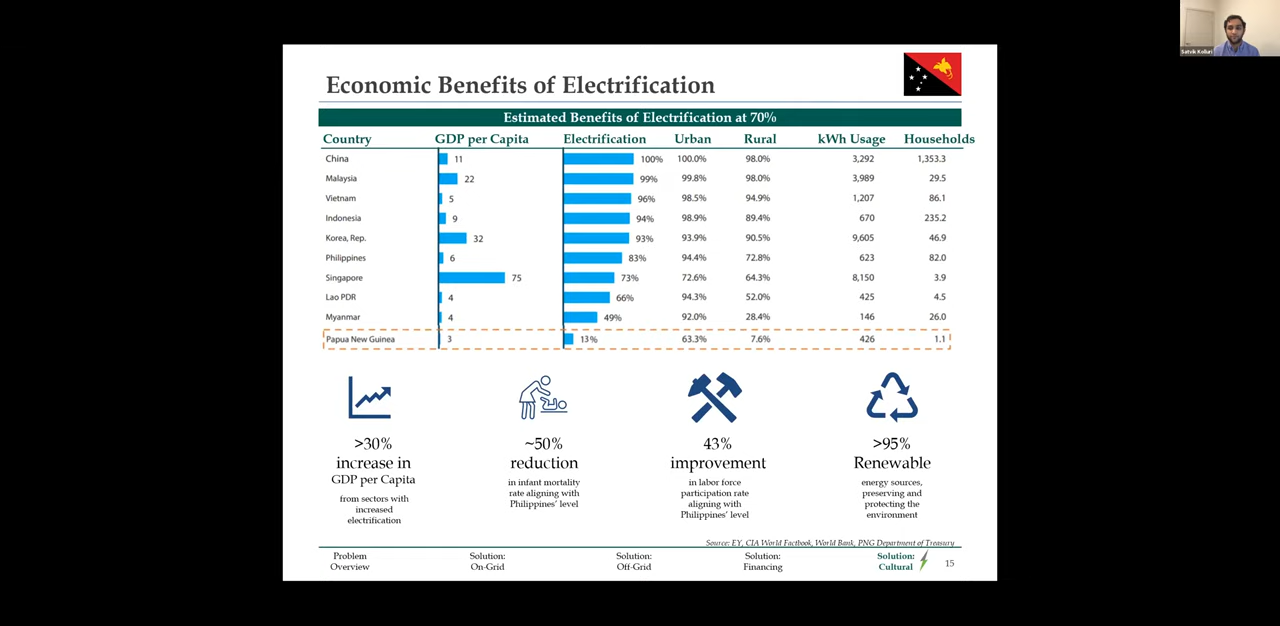 Satvik Kolluri
Economic Benefits of Electrification
Estimated Benefits of Electrification at 70%
Country GDP per Capita Electrification Urban Rural kWh Usage Households
China 11 100% 100.0% 98.0% 3,292 1,353.3
Malaysia 22 99% 99.8% 98.0% 3,989 29.5
Vietnam 5 96% 98.5% 94.9% 1,207 86.1
Indonesia 9 94% 98.9% 89.4% 670 235.2
Korea, Rep. 32 93% 93.9% 90.5% 9,605 46.9
Philippines 6 83% 94.4% 72.8% 623 82.0
Singapore 75 73% 72.6% 64.3% 8,150 3.9
Lao PDR 4 66% 94.3% 52.0% 425 4.5
Myanmar 4 49% 92.0% 28.4% 146 26.0
Papua New Guinea 3 13% 63.3% 7.6% 426 1.1
>30%
increase in
GDP per Capita
from sectors with
increased
electrification
~50%
reduction
in infant mortality
rate aligning with
Philippines' level
43%
improvement
in labor force
participation rate
aligning with
Philippines' level
>95%
Renewable
energy sources,
preserving and
protecting the
environment
Source: EY, CIA World Factbook, World Bank, PNG Department of Treasury
Problem
Overview
Solution:
On-Grid
Solution:
Off-Grid
Solution:
Financing
Solution:
Cultural
15